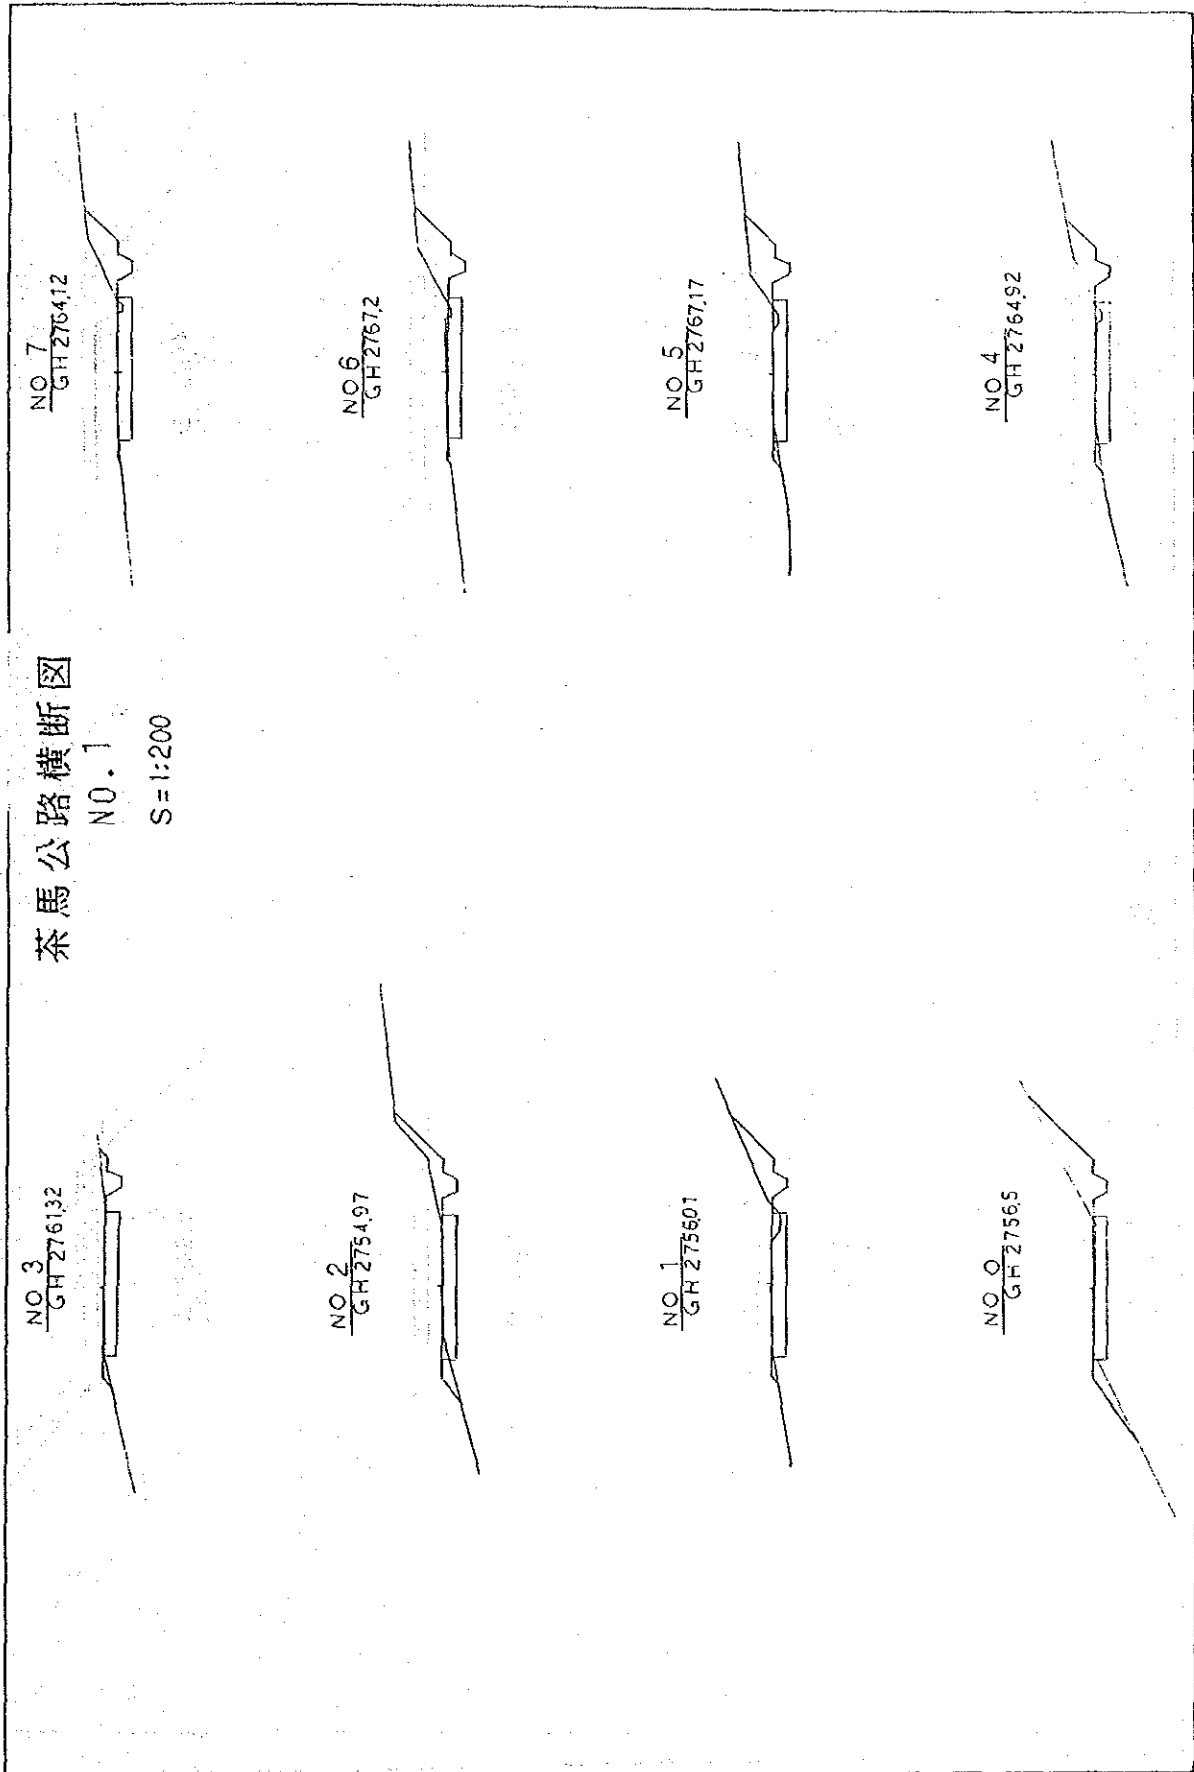 茶馬公路横断図
NO.1
S=1:200
NO 3
GH 2761,32
NO 2
GH 2754,97
NO 1
GH 2756,01
NO 0
GH 2756,5
NO 7
GH 2764,12
NO 6
GH 2767,2
NO 5
GH 2767,17
NO 4
GH 2764,92